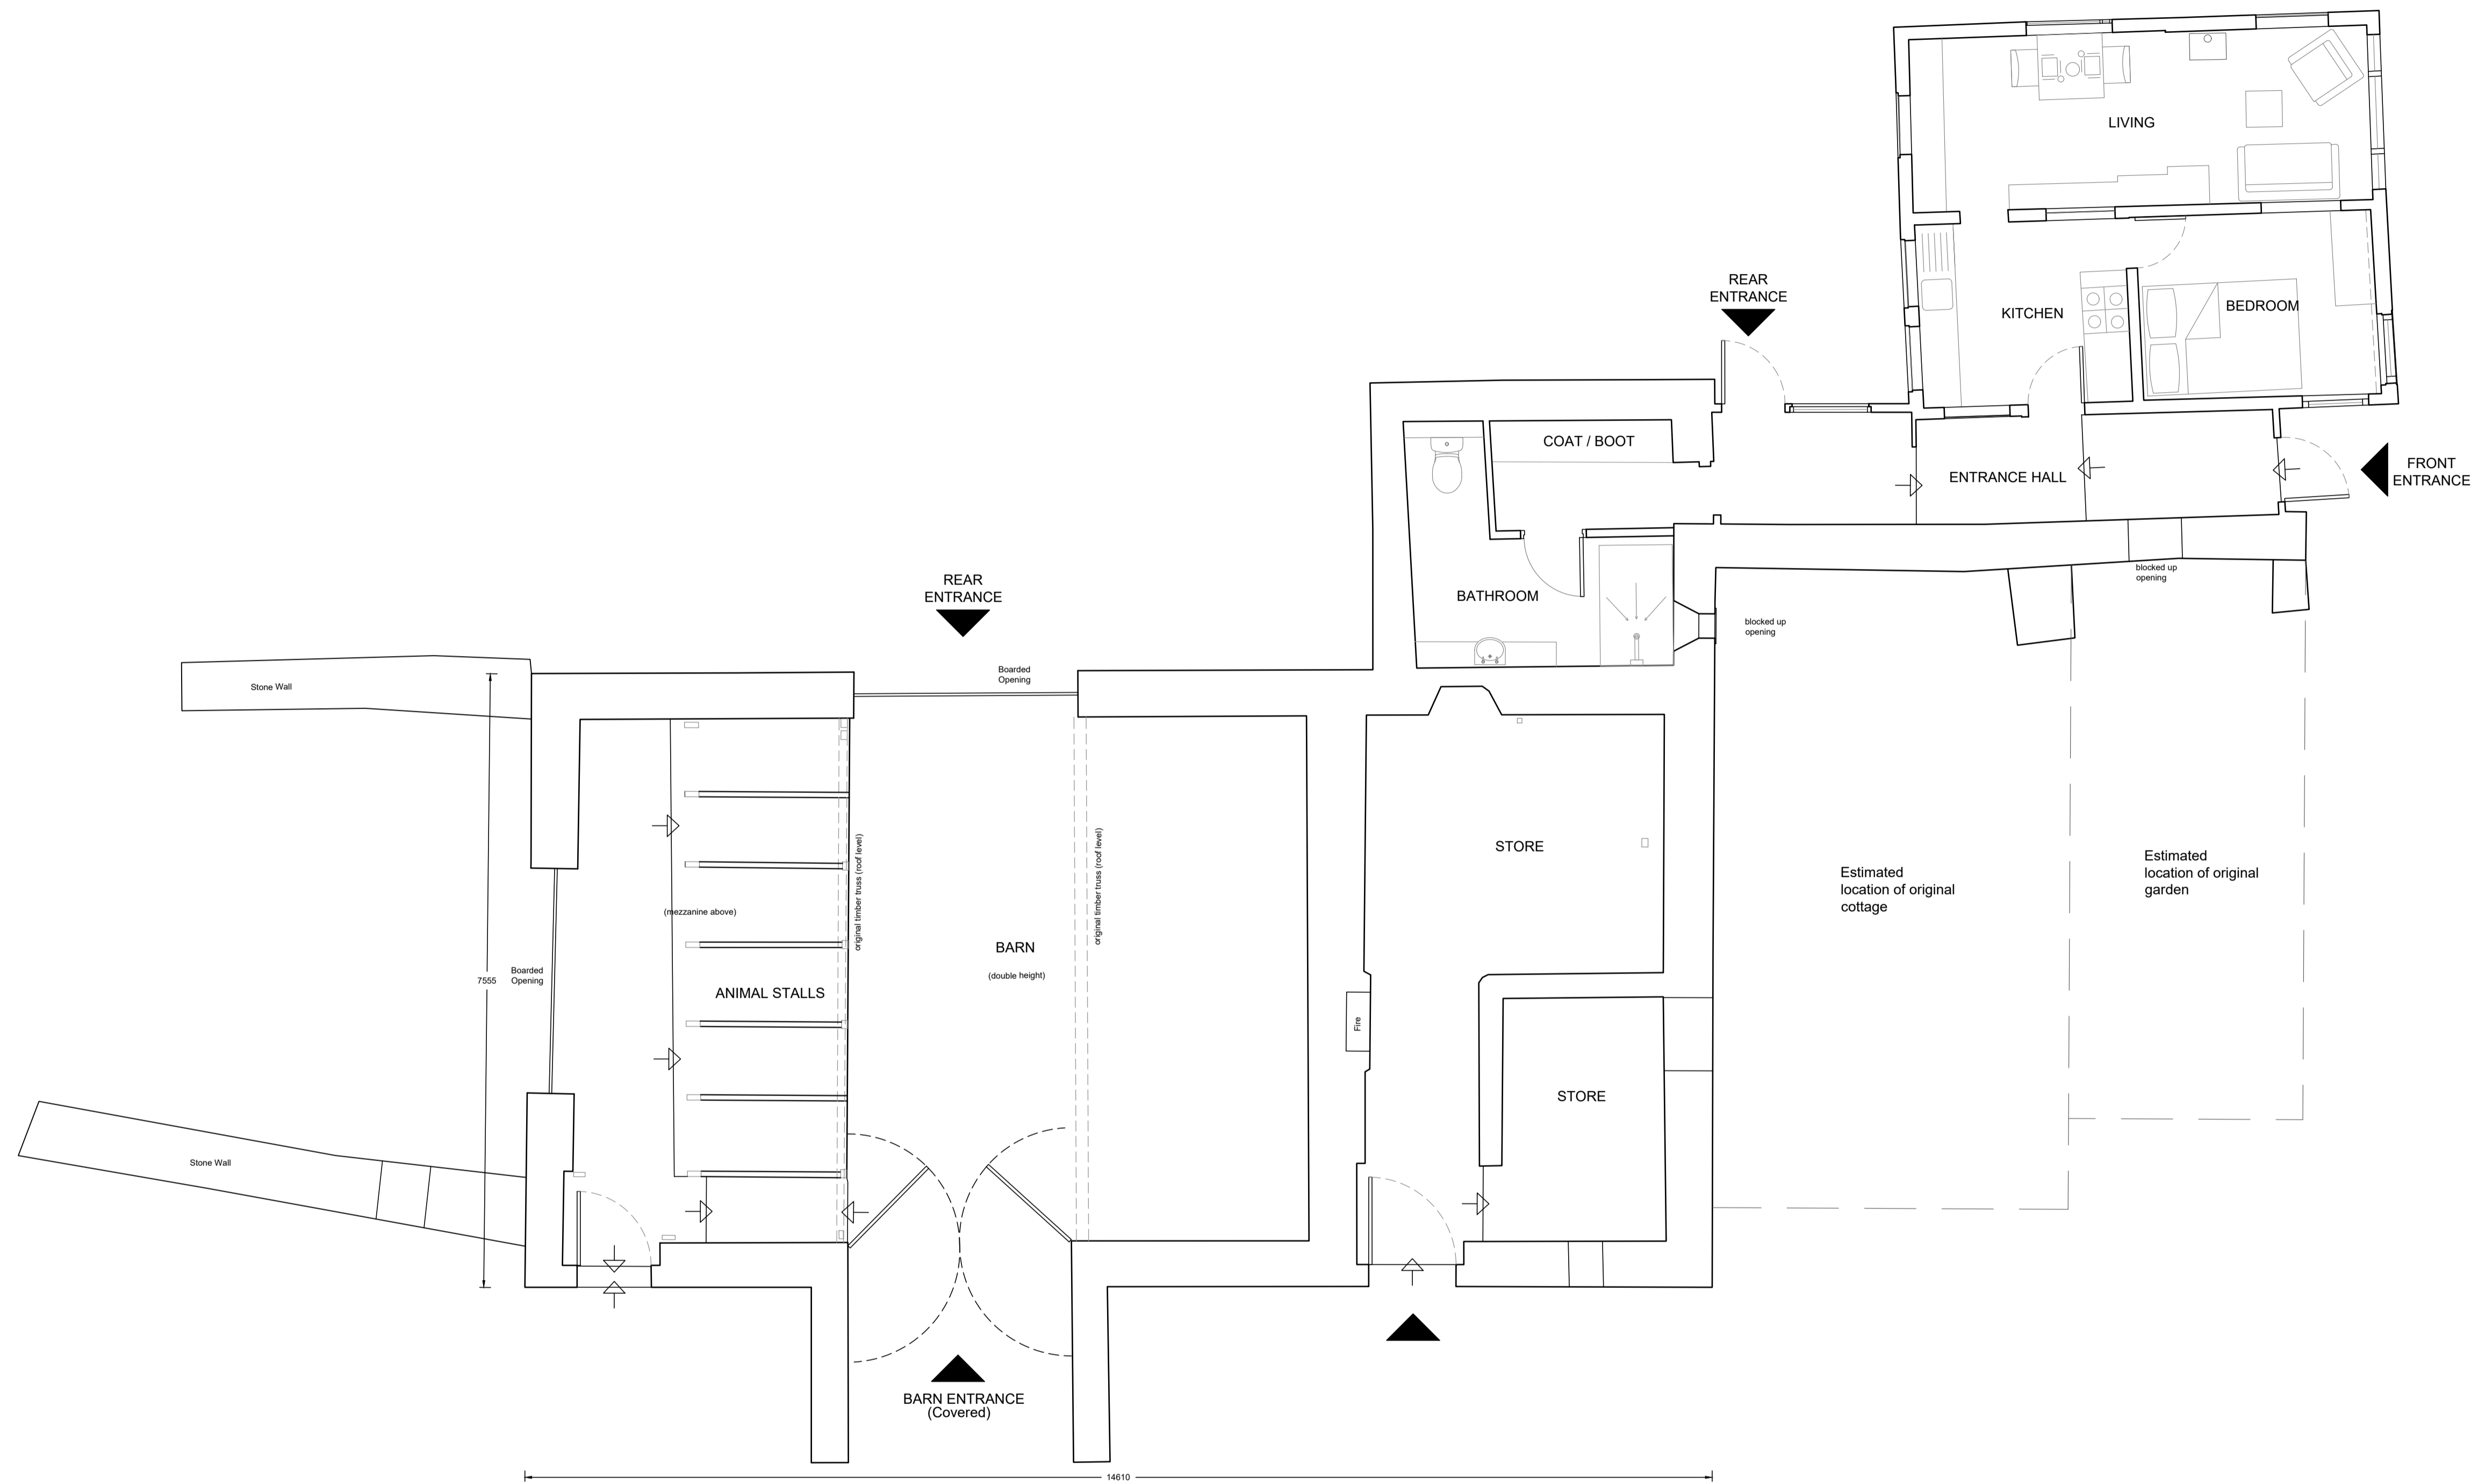 LIVING
REAR
ENTRANCE
KITCHEN
BEDROOM
COAT / BOOT
ENTRANCE HALL
FRONT
ENTRANCE
BATHROOM
blocked up
opening
blocked up
opening
REAR
ENTRANCE
Boarded
Opening
Stone Wall
original timber truss (roof level)
original timber truss (roof level)
STORE
Estimated
location of original
cottage
Estimated
location of original
garden
(mezzanine above)
BARN
(double height)
7555
Boarded
Opening
ANIMAL STALLS
Fire
STORE
Stone Wall
BARN ENTRANCE
(Covered)
14610